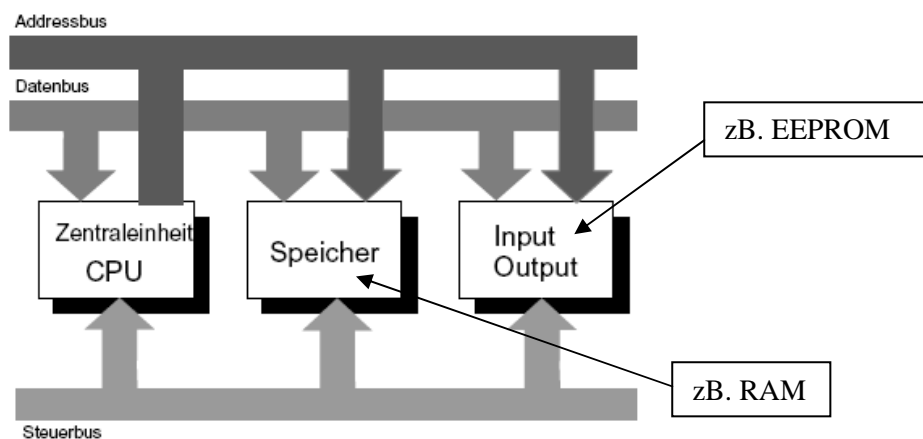 Addressbus
Datenbus
zB. EEPROM
Zentraleinheit
CPU
Speicher
Input
Output
zB. RAM
Steuerbus